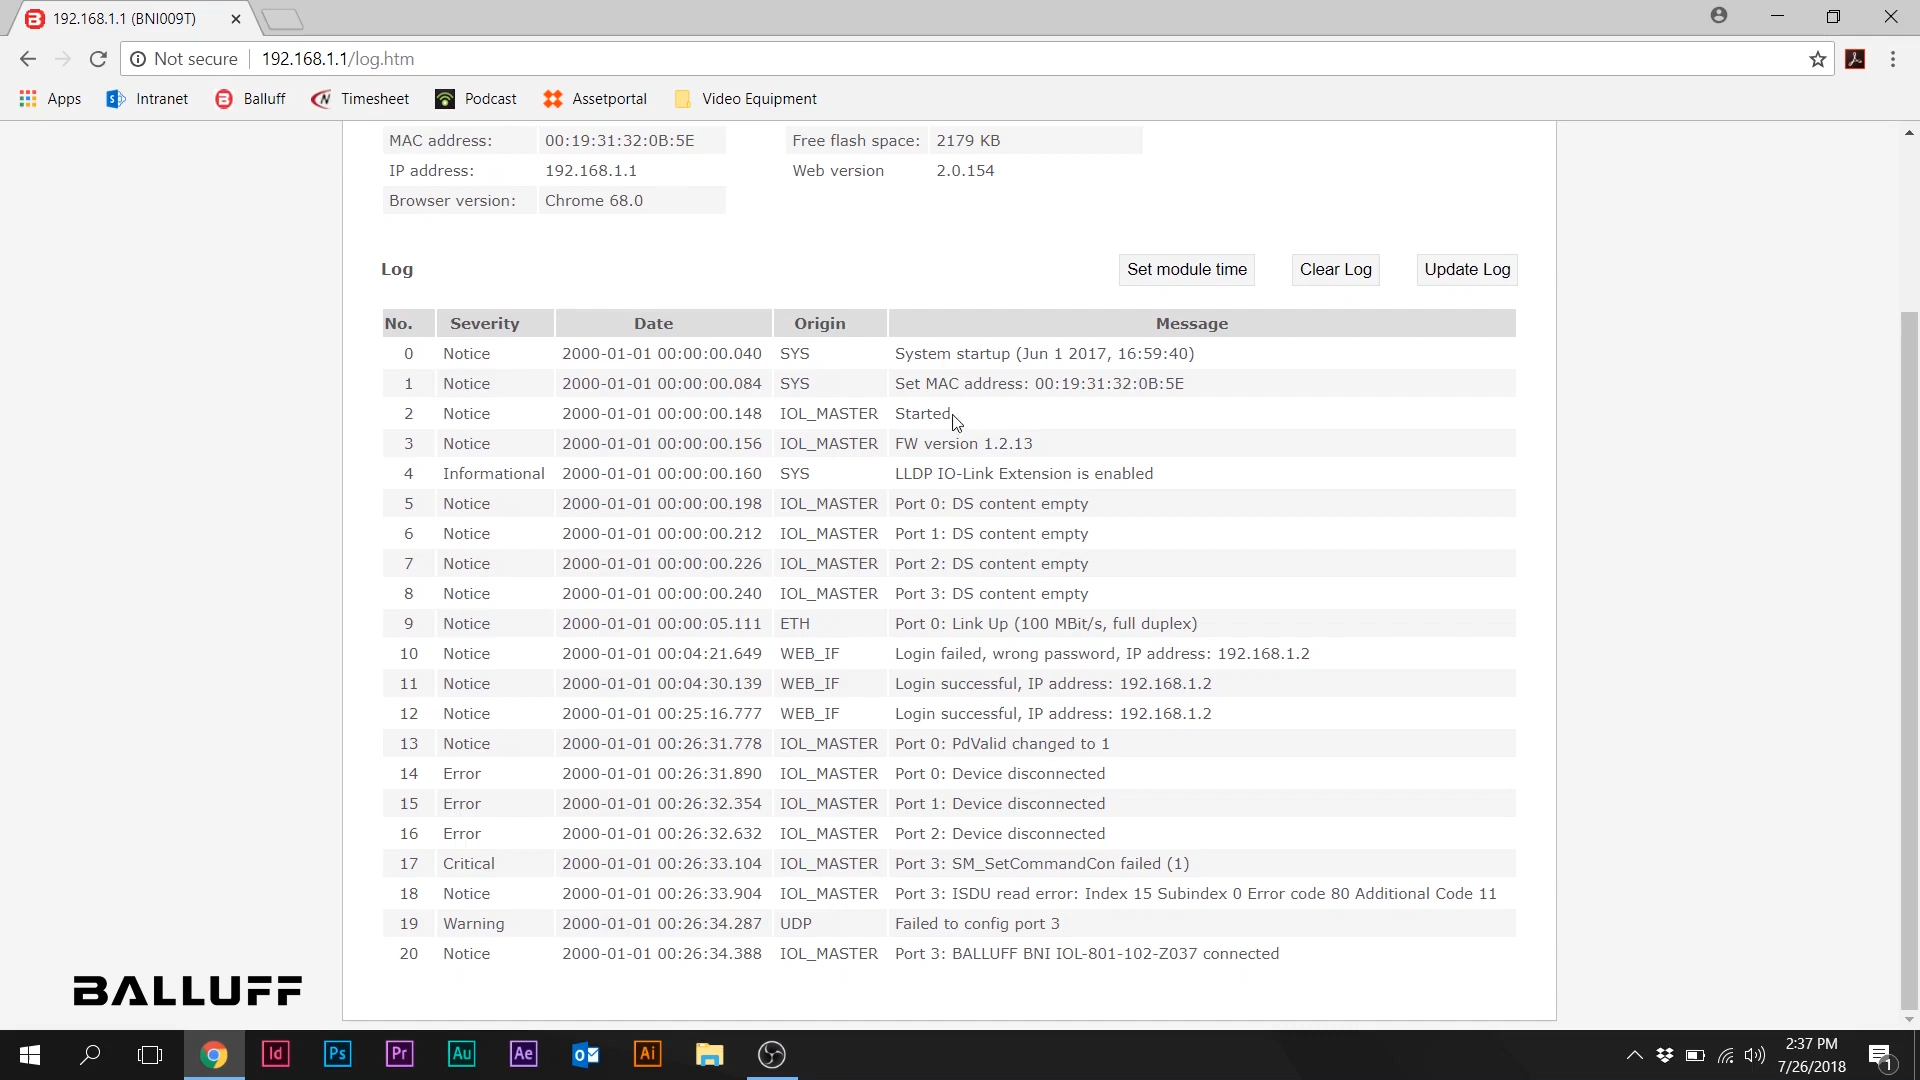 192.168.1.1 (BNI009T)
Not secure 192.168.1.1/log.htm
Apps Intranet Balluff Timesheet Podcast Assetportal Video Equipment
MAC address: 00:19:31:32:0B:5E Free flash space: 2179 KB
IP address: 192.168.1.1 Web version 2.0.154
Browser version: Chrome 68.0
Log Set module time Clear Log Update Log
No. Severity Date Origin Message
0 Notice 2000-01-01 00:00:00.040 SYS System startup (Jun 1 2017, 16:59:40)
1 Notice 2000-01-01 00:00:00.084 SYS Set MAC address: 00:19:31:32:0B:5E
2 Notice 2000-01-01 00:00:00.148 IOL_MASTER Started
3 Notice 2000-01-01 00:00:00.156 IOL_MASTER FW version 1.2.13
4 Informational 2000-01-01 00:00:00.160 SYS LLDP IO-Link Extension is enabled
5 Notice 2000-01-01 00:00:00.198 IOL_MASTER Port 0: DS content empty
6 Notice 2000-01-01 00:00:00.212 IOL_MASTER Port 1: DS content empty
7 Notice 2000-01-01 00:00:00.226 IOL_MASTER Port 2: DS content empty
8 Notice 2000-01-01 00:00:00.240 IOL_MASTER Port 3: DS content empty
9 Notice 2000-01-01 00:00:05.111 ETH Port 0: Link Up (100 MBit/s, full duplex)
10 Notice 2000-01-01 00:04:21.649 WEB_IF Login failed, wrong password, IP address: 192.168.1.2
11 Notice 2000-01-01 00:04:30.139 WEB_IF Login successful, IP address: 192.168.1.2
12 Notice 2000-01-01 00:25:16.777 WEB_IF Login successful, IP address: 192.168.1.2
13 Notice 2000-01-01 00:26:31.778 IOL_MASTER Port 0: PdValid changed to 1
14 Error 2000-01-01 00:26:31.890 IOL_MASTER Port 0: Device disconnected
15 Error 2000-01-01 00:26:32.354 IOL_MASTER Port 1: Device disconnected
16 Error 2000-01-01 00:26:32.632 IOL_MASTER Port 2: Device disconnected
17 Critical 2000-01-01 00:26:33.104 IOL_MASTER Port 3: SM_SetCommandCon failed (1)
18 Notice 2000-01-01 00:26:33.904 IOL_MASTER Port 3: ISDU read error: Index 15 Subindex 0 Error code 80 Additional Code 11
19 Warning 2000-01-01 00:26:34.287 UDP Failed to config port 3
20 Notice 2000-01-01 00:26:34.388 IOL_MASTER Port 3: BALLUFF BNI IOL-801-102-Z037 connected
BALLUFF
Id Ps Pr Au Ae Ai
2:37 PM
7/26/2018
1